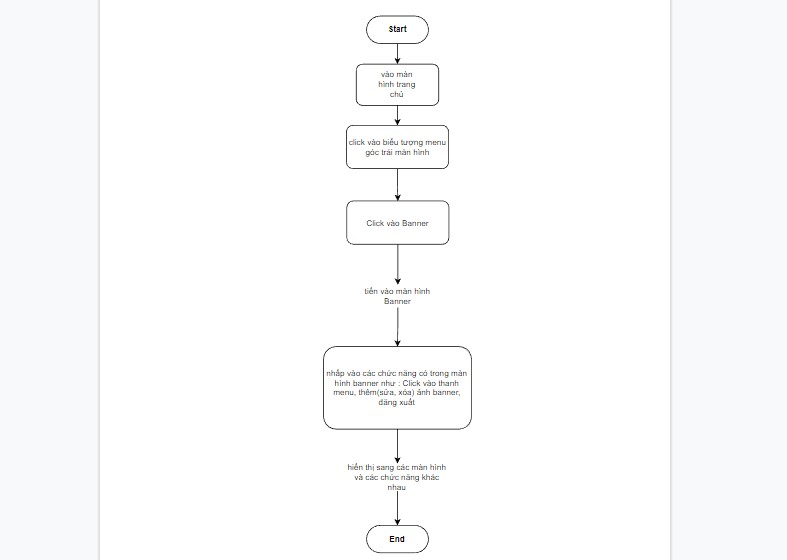 Start
vào màn
hình trang
chủ
click vào biểu tượng menu
góc trái màn hình
Click vào Banner
tiến vào màn hình
Banner
nhấp vào các chức năng có trong màn
hình banner như : Click vào thanh
menu, thêm(sửa, xóa) ảnh banner,
đăng xuất
hiển thị sang các màn hình
và các chức năng khác
nhau
End